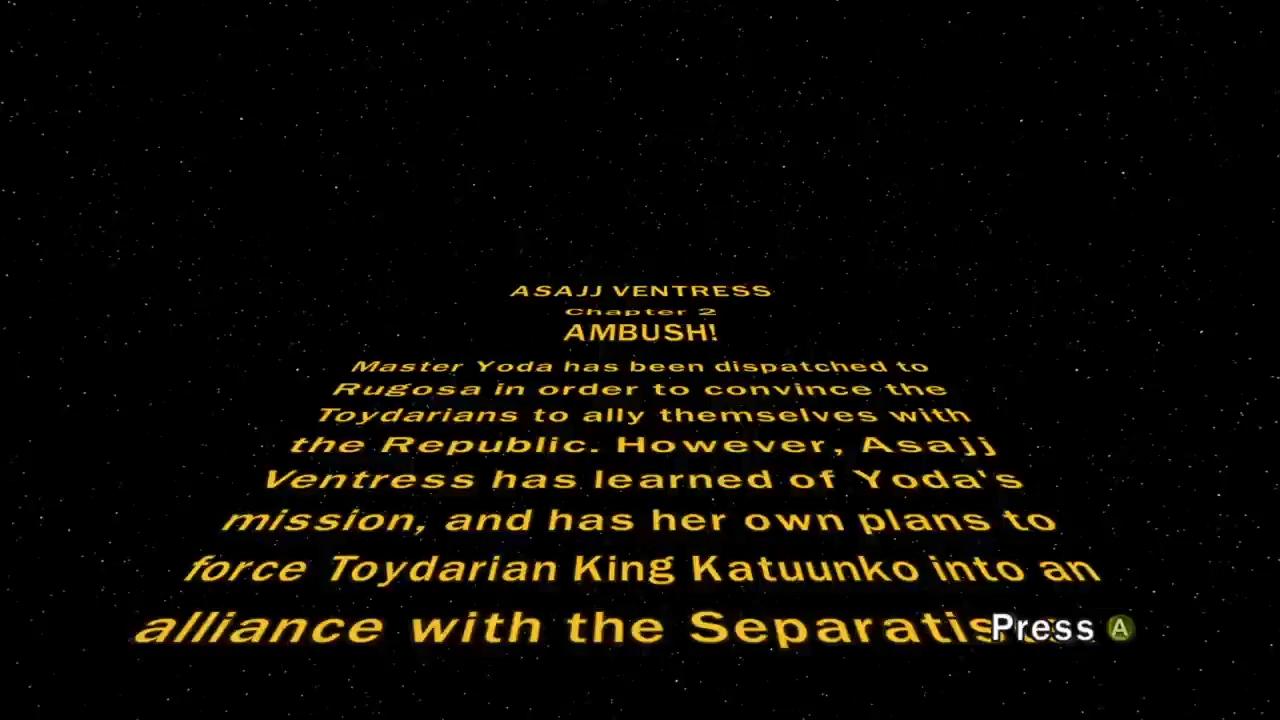 ASAJJ VENTRESS
Chapter 2
AMBUSH!
Master Yoda has been dispatched to
Rugosa in order to convince the
Toydarians to ally themselves with
the Republic. However, Asajj
Ventress has learned of Yoda's
mission, and has her own plans to
force Toydarian King Katuunko into an
alliance with the
Press A